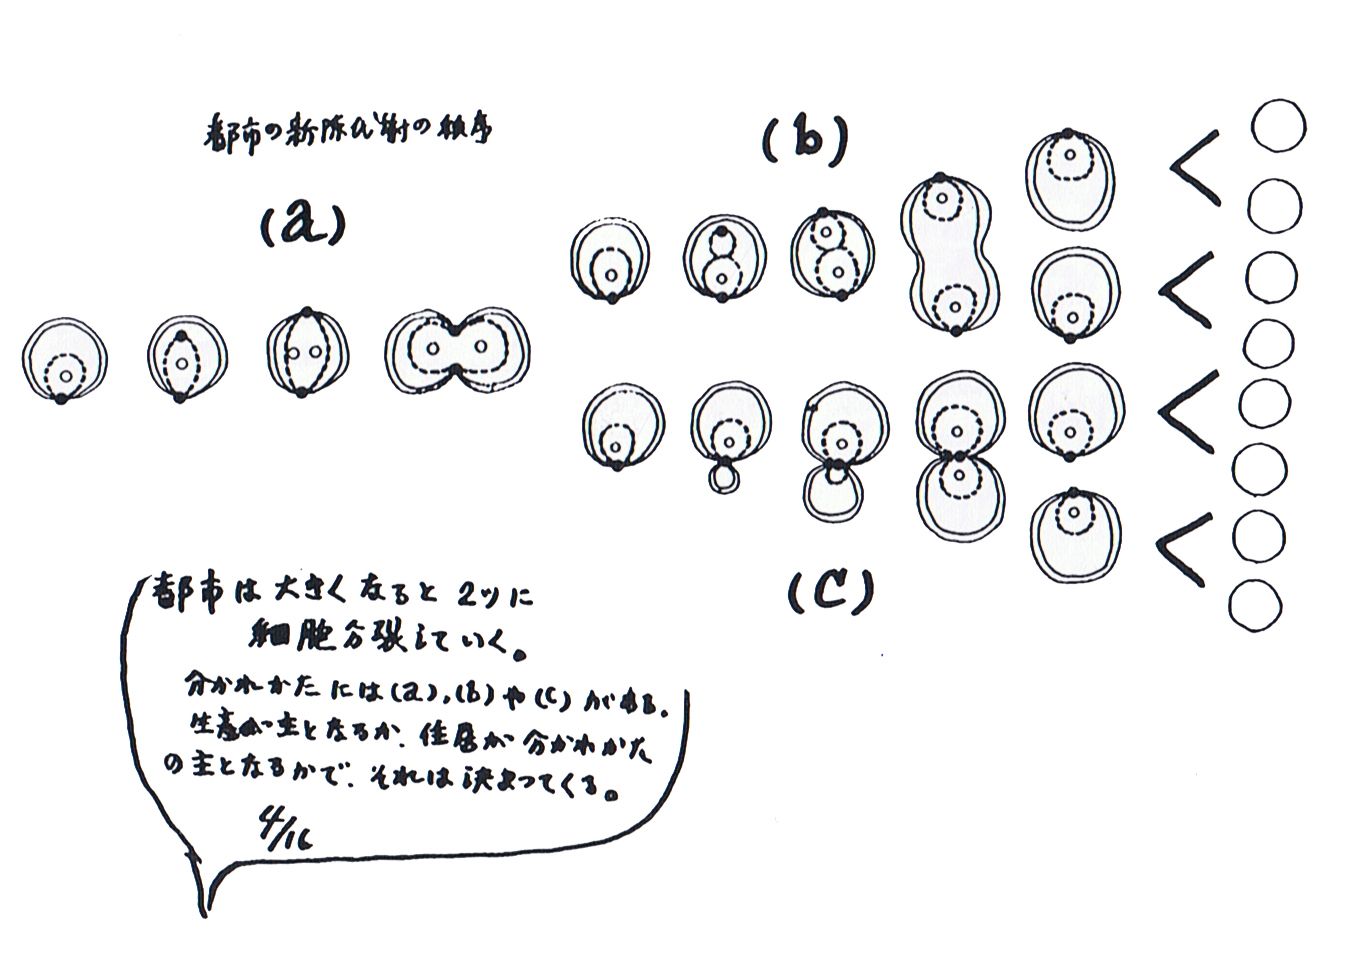 都市の新陳代謝の秩序
(a)
(b)
(c)
都市は大きくなると2ツに
細胞分裂していく。
分かれかたには(a),(b)や(c)がある。
生産が主となるか、住居が分かれかた
の主となるかで、それは決まってくる。
4/16